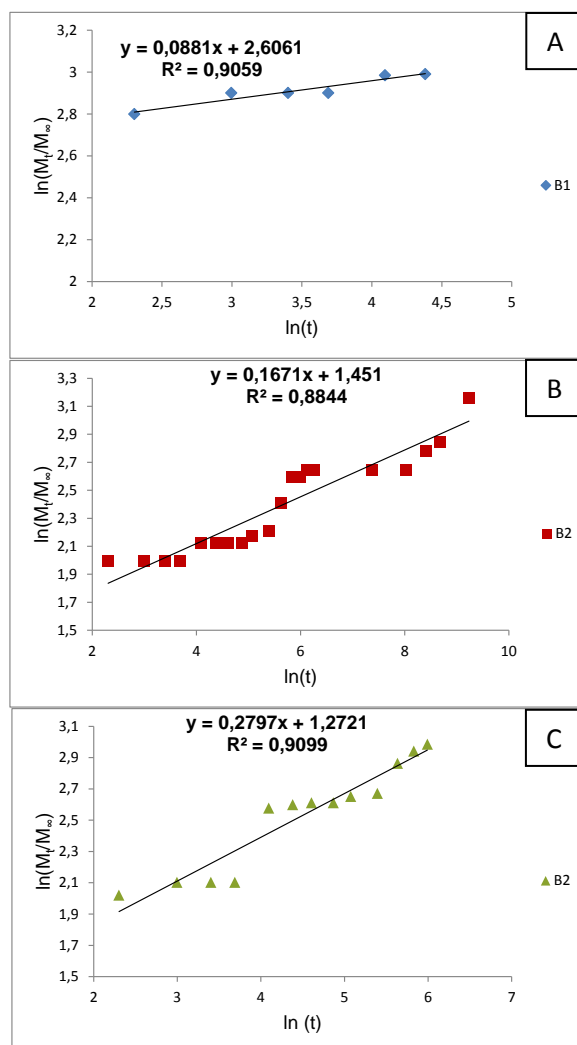 A
y = 0,0881x + 2,6061
R² = 0,9059
3,2
3
2,8
2,6
2,4
2,2
2
ln(Mₜ/M∞)
2 2,5 3 3,5 4 4,5 5
ln(t)
B1
B
y = 0,1671x + 1,451
R² = 0,8844
3,3
3,1
2,9
2,7
2,5
2,3
2,1
1,9
1,7
1,5
ln(Mₜ/M∞)
2 4 6 8 10
ln(t)
B2
C
y = 0,2797x + 1,2721
R² = 0,9099
3,1
2,9
2,7
2,5
2,3
2,1
1,9
1,7
1,5
ln(Mₜ/M∞)
2 3 4 5 6 7
ln (t)
B2